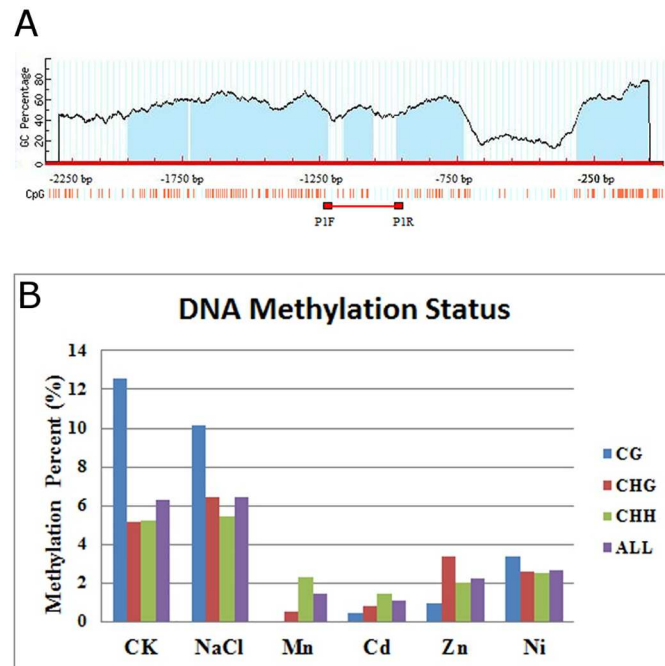 A
GC Percentage
80
60
40
20
0
-2250 bp -1750 bp -1250 bp -750 bp -250 bp
CpG
P1F P1R
B
DNA Methylation Status
Methylation Percent (%)
14
12
10
8
6
4
2
0
CK NaCl Mn Cd Zn Ni
CG
CHG
CHH
ALL